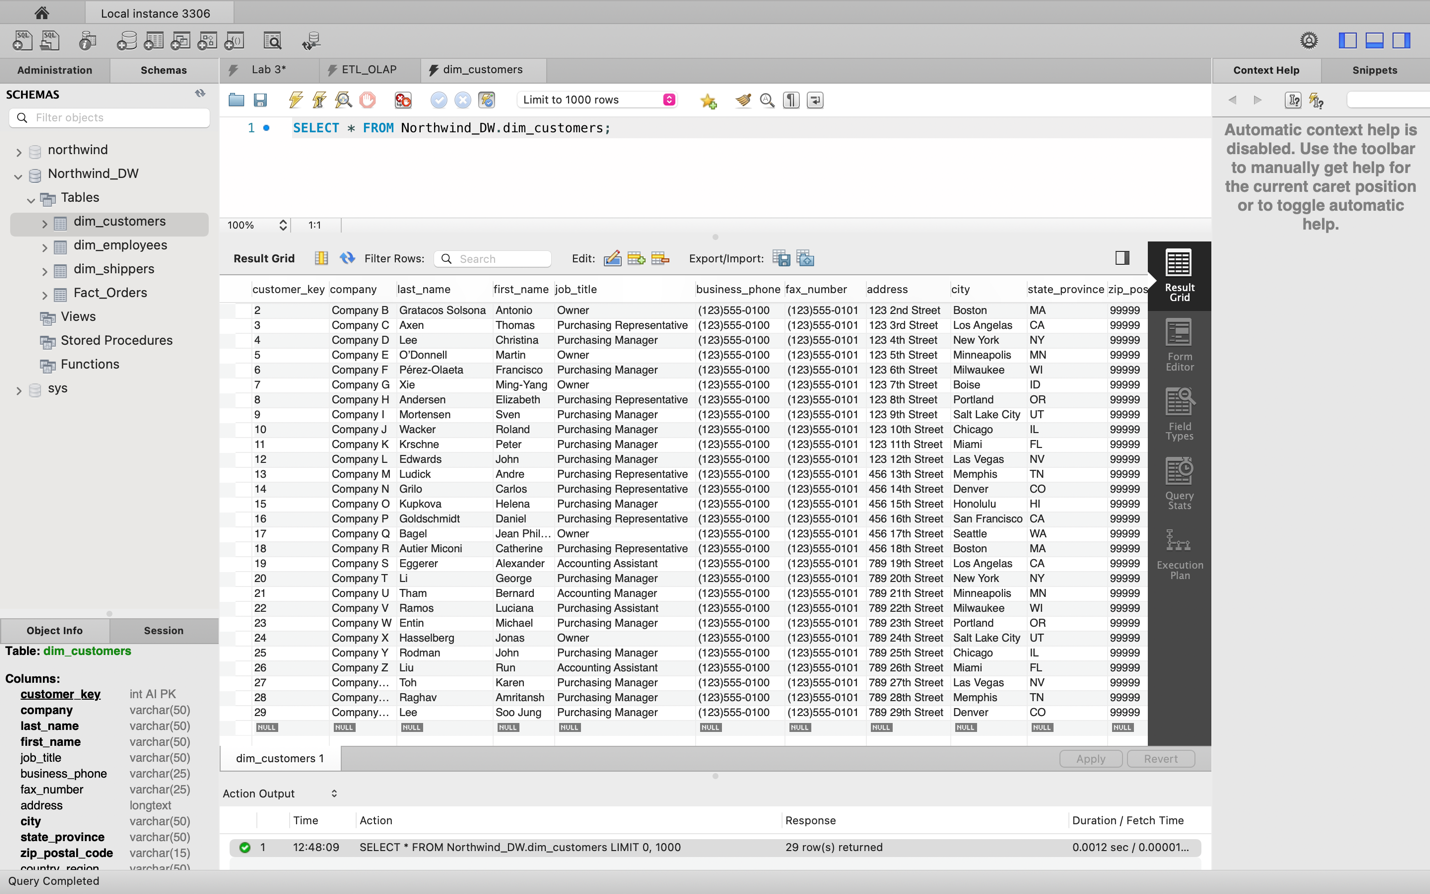 Local instance 3306
Administration Schemas Lab 3* ETL_OLAP dim_customers Context Help Snippets
SCHEMAS
Filter objects
northwind
Northwind_DW
Tables
dim_customers
dim_employees
dim_shippers
Fact_Orders
Views
Stored Procedures
Functions
sys
Object Info Session
Table: dim_customers
Columns:
customer_key int AI PK
company varchar(50)
last_name varchar(50)
first_name varchar(50)
job_title varchar(50)
business_phone varchar(25)
fax_number varchar(25)
address longtext
city varchar(50)
state_province varchar(50)
zip_postal_code varchar(15)
country_region varchar(50)
Query Completed
Limit to 1000 rows
1 SELECT * FROM Northwind_DW.dim_customers;
100% 1:1
Result Grid Filter Rows: Search Edit: Export/Import:
customer_key company last_name first_name job_title business_phone fax_number address city state_province zip_pos
2 Company B Gratacos Solsona Antonio Owner (123)555-0100 (123)555-0101 123 2nd Street Boston MA 99999
3 Company C Axen Thomas Purchasing Representative (123)555-0100 (123)555-0101 123 3rd Street Los Angelas CA 99999
4 Company D Lee Christina Purchasing Manager (123)555-0100 (123)555-0101 123 4th Street New York NY 99999
5 Company E O'Donnell Martin Owner (123)555-0100 (123)555-0101 123 5th Street Minneapolis MN 99999
6 Company F Pérez-Olaeta Francisco Purchasing Manager (123)555-0100 (123)555-0101 123 6th Street Milwaukee WI 99999
7 Company G Xie Ming-Yang Owner (123)555-0100 (123)555-0101 123 7th Street Boise ID 99999
8 Company H Andersen Elizabeth Purchasing Representative (123)555-0100 (123)555-0101 123 8th Street Portland OR 99999
9 Company I Mortensen Sven Purchasing Manager (123)555-0100 (123)555-0101 123 9th Street Salt Lake City UT 99999
10 Company J Wacker Roland Purchasing Manager (123)555-0100 (123)555-0101 123 10th Street Chicago IL 99999
11 Company K Krschne Peter Purchasing Manager (123)555-0100 (123)555-0101 123 11th Street Miami FL 99999
12 Company L Edwards John Purchasing Manager (123)555-0100 (123)555-0101 123 12th Street Las Vegas NV 99999
13 Company M Ludick Andre Purchasing Representative (123)555-0100 (123)555-0101 456 13th Street Memphis TN 99999
14 Company N Grilo Carlos Purchasing Representative (123)555-0100 (123)555-0101 456 14th Street Denver CO 99999
15 Company O Kupkova Helena Purchasing Manager (123)555-0100 (123)555-0101 456 15th Street Honolulu HI 99999
16 Company P Goldschmidt Daniel Purchasing Representative (123)555-0100 (123)555-0101 456 16th Street San Francisco CA 99999
17 Company Q Bagel Jean Phil... Owner (123)555-0100 (123)555-0101 456 17th Street Seattle WA 99999
18 Company R Autier Miconi Catherine Purchasing Representative (123)555-0100 (123)555-0101 456 18th Street Boston MA 99999
19 Company S Eggerer Alexander Accounting Assistant (123)555-0100 (123)555-0101 789 19th Street Los Angelas CA 99999
20 Company T Li George Purchasing Manager (123)555-0100 (123)555-0101 789 20th Street New York NY 99999
21 Company U Tham Bernard Accounting Manager (123)555-0100 (123)555-0101 789 21th Street Minneapolis MN 99999
22 Company V Ramos Luciana Purchasing Assistant (123)555-0100 (123)555-0101 789 22th Street Milwaukee WI 99999
23 Company W Entin Michael Purchasing Manager (123)555-0100 (123)555-0101 789 23th Street Portland OR 99999
24 Company X Hasselberg Jonas Owner (123)555-0100 (123)555-0101 789 24th Street Salt Lake City UT 99999
25 Company Y Rodman John Purchasing Manager (123)555-0100 (123)555-0101 789 25th Street Chicago IL 99999
26 Company Z Liu Run Accounting Assistant (123)555-0100 (123)555-0101 789 26th Street Miami FL 99999
27 Company... Toh Karen Purchasing Manager (123)555-0100 (123)555-0101 789 27th Street Las Vegas NV 99999
28 Company... Raghav Amritansh Purchasing Manager (123)555-0100 (123)555-0101 789 28th Street Memphis TN 99999
29 Company... Lee Soo Jung Purchasing Manager (123)555-0100 (123)555-0101 789 29th Street Denver CO 99999
NULL NULL NULL NULL NULL NULL NULL NULL NULL NULL NULL
dim_customers 1 Apply Revert
Action Output
Time Action Response Duration / Fetch Time
1 12:48:09 SELECT * FROM Northwind_DW.dim_customers LIMIT 0, 1000 29 row(s) returned 0.0012 sec / 0.00001...
Result
Grid
Form
Editor
Field
Types
Query
Stats
Execution
Plan
Automatic context help is
disabled. Use the toolbar
to manually get help for
the current caret position
or to toggle automatic
help.